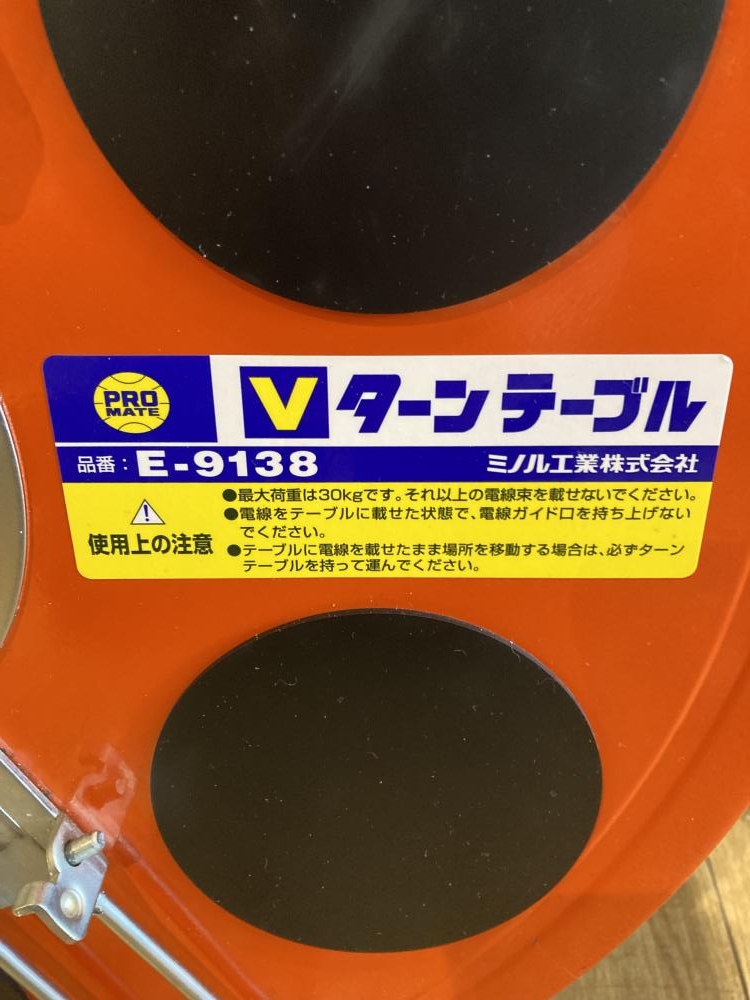 PRO
MATE
V ターンテーブル
品番：E-9138
ミノル工業株式会社
使用上の注意
●最大荷重は30kgです。それ以上の電線束を載せないでください。
●電線をテーブルに載せた状態で、電線ガイド口を持ち上げない
でください。
●テーブルに電線を載せたまま場所を移動する場合は、必ずターン
テーブルを持って運んでください。